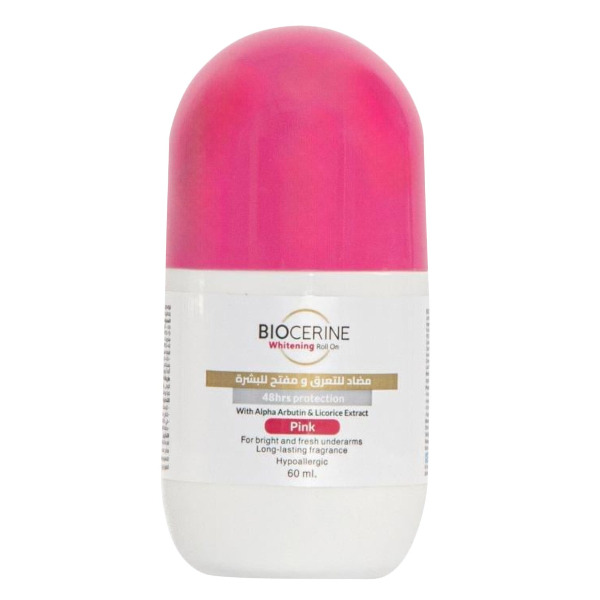 BIOCERINE
Whitening Roll On
مضاد للتعرق و مفتح للبشرة
48hrs protection
With Alpha Arbutin & Licorice Extract
Pink
For bright and fresh underarms
Long-lasting fragrance
Hypoallergic
60 ml.